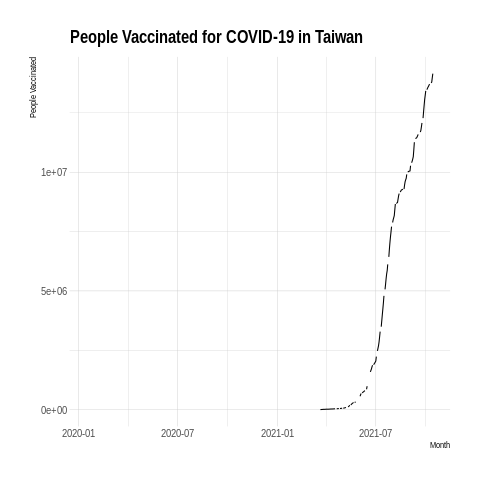 People Vaccinated for COVID-19 in Taiwan
People Vaccinated
1e+07
5e+06
0e+00
2020-01 2020-07 2021-01 2021-07
Month